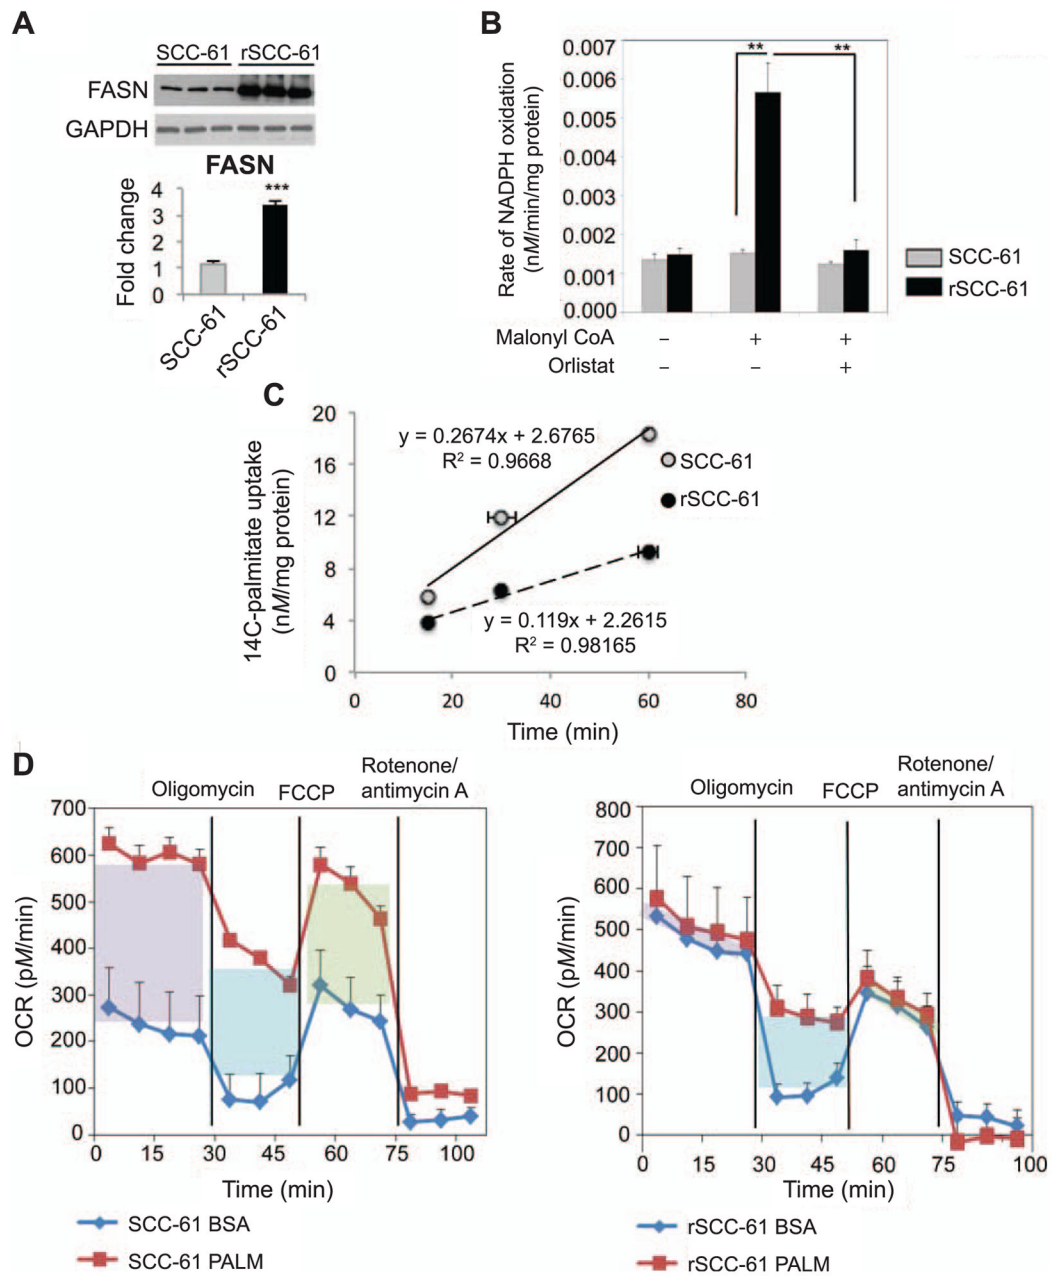 A
SCC-61 rSCC-61
FASN
GAPDH
FASN
Fold change
4
3
2
1
0
***
SCC-61
rSCC-61
B
Rate of NADPH oxidation
(nM/min/mg protein)
0.007
0.006
0.005
0.004
0.003
0.002
0.001
0.000
** **
SCC-61
rSCC-61
Malonyl CoA – + +
Orlistat – – +
C
14C-palmitate uptake
(nM/mg protein)
20
16
12
8
4
0
y = 0.2674x + 2.6765
R² = 0.9668
SCC-61
rSCC-61
y = 0.119x + 2.2615
R² = 0.98165
0 20 40 60 80
Time (min)
D
Oligomycin FCCP Rotenone/
antimycin A
OCR (pM/min)
700
600
500
400
300
200
100
0
0 15 30 45 60 75 100
Time (min)
SCC-61 BSA
SCC-61 PALM
Oligomycin FCCP Rotenone/
antimycin A
OCR (pM/min)
800
700
600
500
400
300
200
100
0
0 15 30 45 60 75 100
Time (min)
rSCC-61 BSA
rSCC-61 PALM